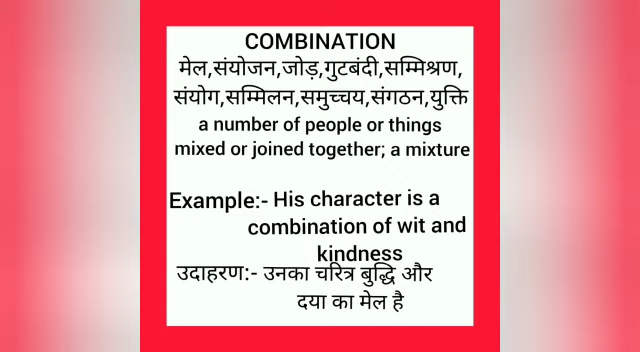 COMBINATION
मेल,संयोजन,जोड़,गुटबंदी,सम्मिश्रण,
संयोग,सम्मिलन,समुच्चय,संगठन,युक्ति
a number of people or things
mixed or joined together; a mixture
Example:- His character is a
combination of wit and
kindness
उदाहरण:- उनका चरित्र बुद्धि और
दया का मेल है